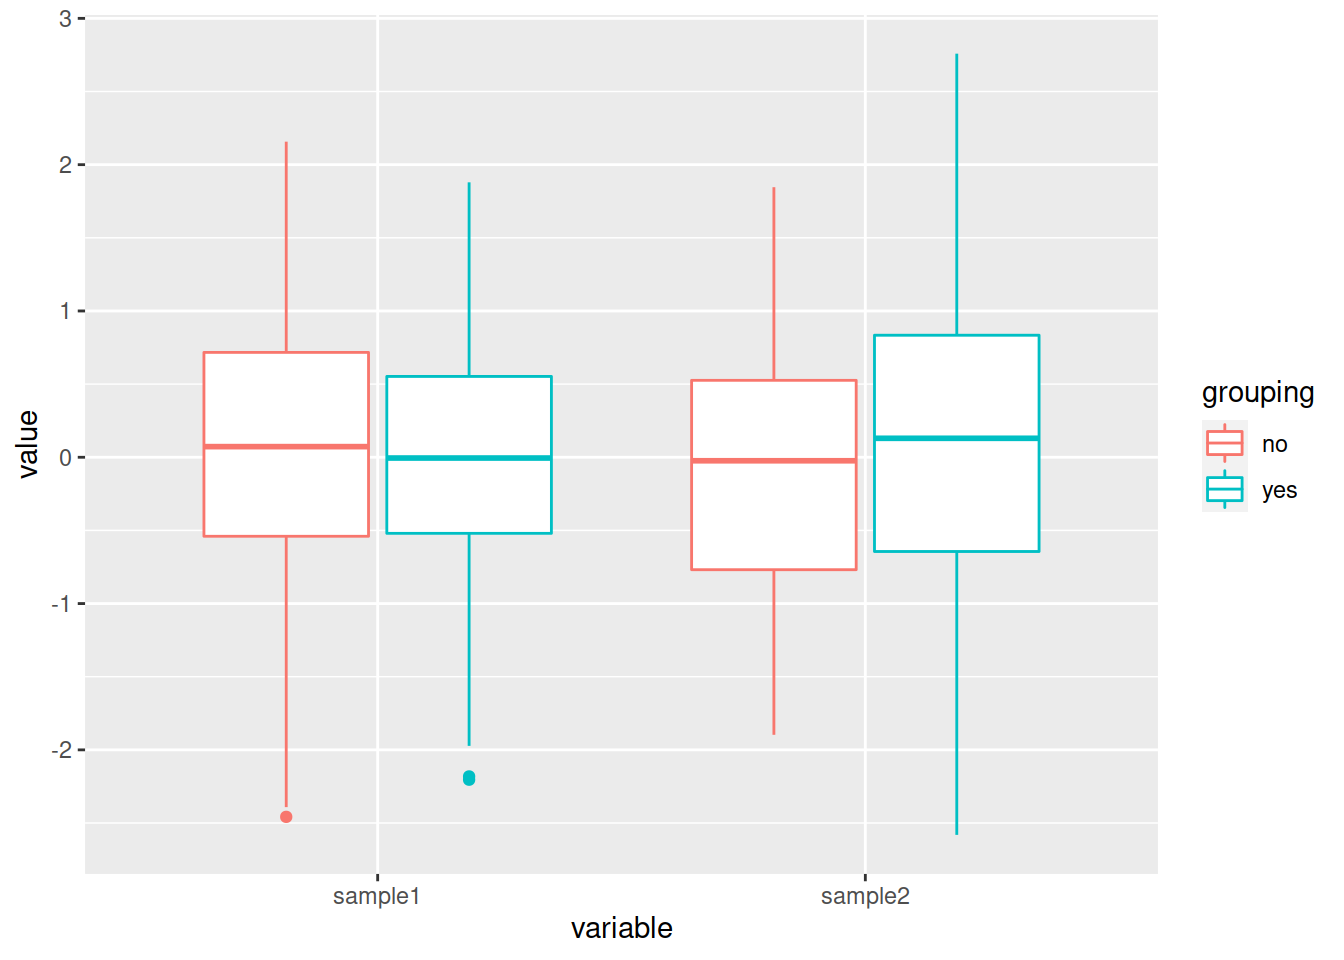 3
2
1
0
-1
-2
value
sample1
sample2
variable
grouping
no
yes